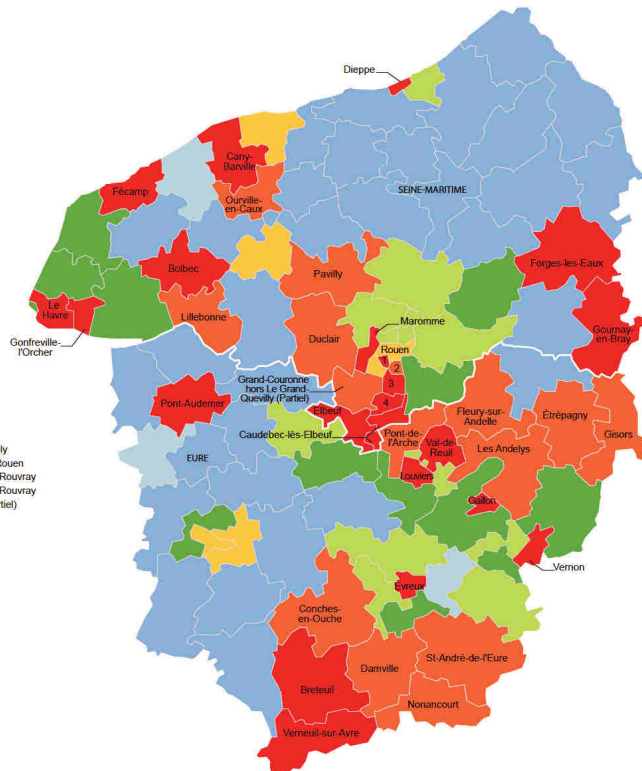 Dieppe
Cany-
Barville
Fécamp
SEINE-MARITIME
Ourville-
en-Caux
Forges-les-Eaux
Bolbec
Pavilly
Le
Havre
Lillebonne
Maromme
Gournay-
en-Bray
Gonfreville-
l'Orcher
Duclair
Rouen
1
2
Grand-Couronne
hors Le Grand-
Quevilly (Partiel)
3
4
Pont-Audemer
Elbeuf
Fleury-sur-
Andelle
Étrépagny
Caudebec-lès-Elbeuf
Pont-de-
l'Arche
Val-de-
Reuil
Les Andelys
Gisors
ly
Rouen
Rouvray
Rouvray
tiel)
EURE
Louviers
Gaillon
Vernon
Évreux
Conches-
en-Ouche
St-André-de-l'Eure
Damville
Breteuil
Nonancourt
Verneuil-sur-Avre